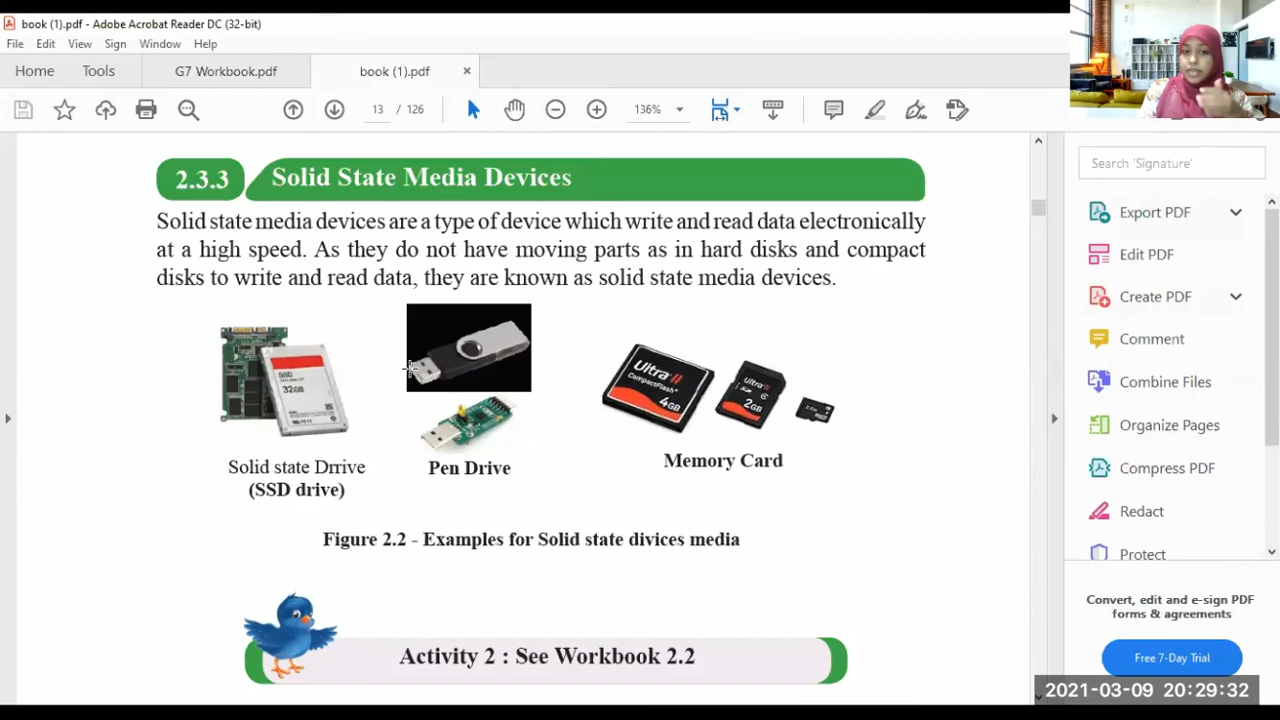 book (1).pdf - Adobe Acrobat Reader DC (32-bit)
File Edit View Sign Window Help
Home Tools G7 Workbook.pdf book (1).pdf ×
13 / 126 136%
2.3.3 Solid State Media Devices
Solid state media devices are a type of device which write and read data electronically
at a high speed. As they do not have moving parts as in hard disks and compact
disks to write and read data, they are known as solid state media devices.
SSD
32GB
Ultra II
CompactFlash
4GB
Ultra II
2GB
Solid state Drrive
(SSD drive)
Pen Drive
Memory Card
Figure 2.2 - Examples for Solid state divices media
Activity 2 : See Workbook 2.2
Search 'Signature'
Export PDF
Edit PDF
Create PDF
Comment
Combine Files
Organize Pages
Compress PDF
Redact
Protect
Convert, edit and e-sign PDF
forms & agreements
Free 7-Day Trial
2021-03-09 20:29:32